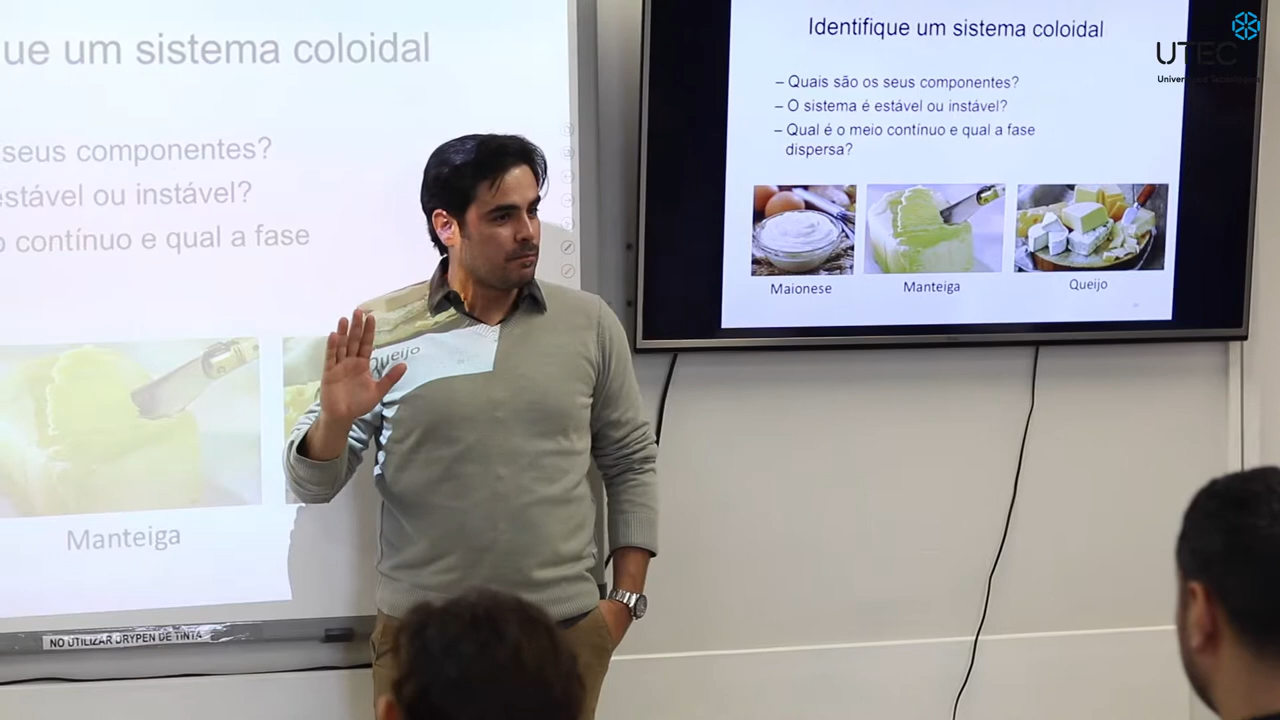 que um sistema coloidal
seus componentes?
estável ou instável?
contínuo e qual a fase
Manteiga
Queijo
NO UTILIZAR DRYPEN DE TINTA
Identifique um sistema coloidal
– Quais são os seus componentes?
– O sistema é estável ou instável?
– Qual é o meio contínuo e qual a fase
dispersa?
Maionese
Manteiga
Queijo
UTEC